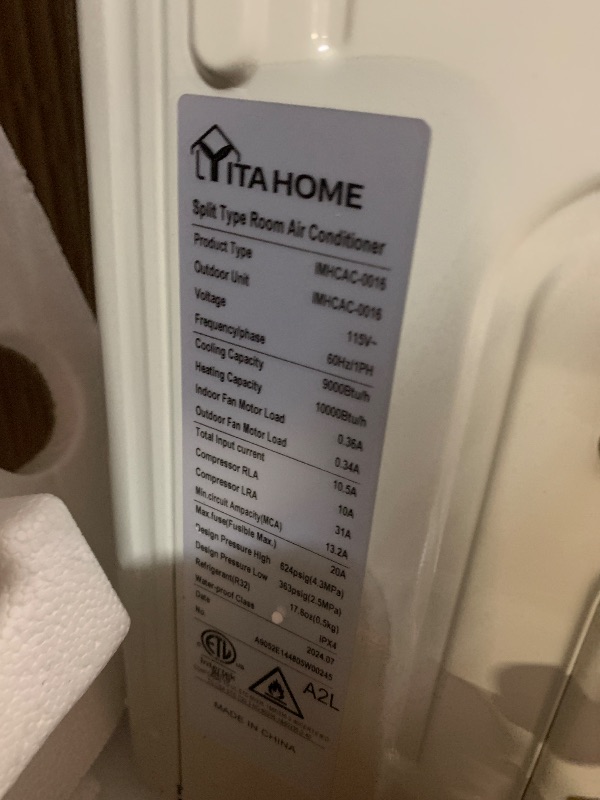 YITAHOME
Split Type Room Air Conditioner
Product Type IMHCAC-0016
Outdoor Unit IMHCAC-0016
Voltage 115V~
Frequency/phase 60Hz/1PH
Cooling Capacity 9000Btu/h
Heating Capacity 10000Btu/h
Indoor Fan Motor Load 0.36A
Outdoor Fan Motor Load 0.34A
Total Input current 10.5A
Compressor RLA 10A
Compressor LRA 31A
Min.circuit Ampacity(MCA) 13.2A
Max.fuse(Fusible Max.) 20A
Design Pressure High 624psig(4.3MPa)
Design Pressure Low 363psig(2.5MPa)
Refrigerant(R32) 17.6oz(0.5kg)
Water-proof Class IPX4
Date 2024.07
No
ETL
Intertek
A2L
MADE IN CHINA